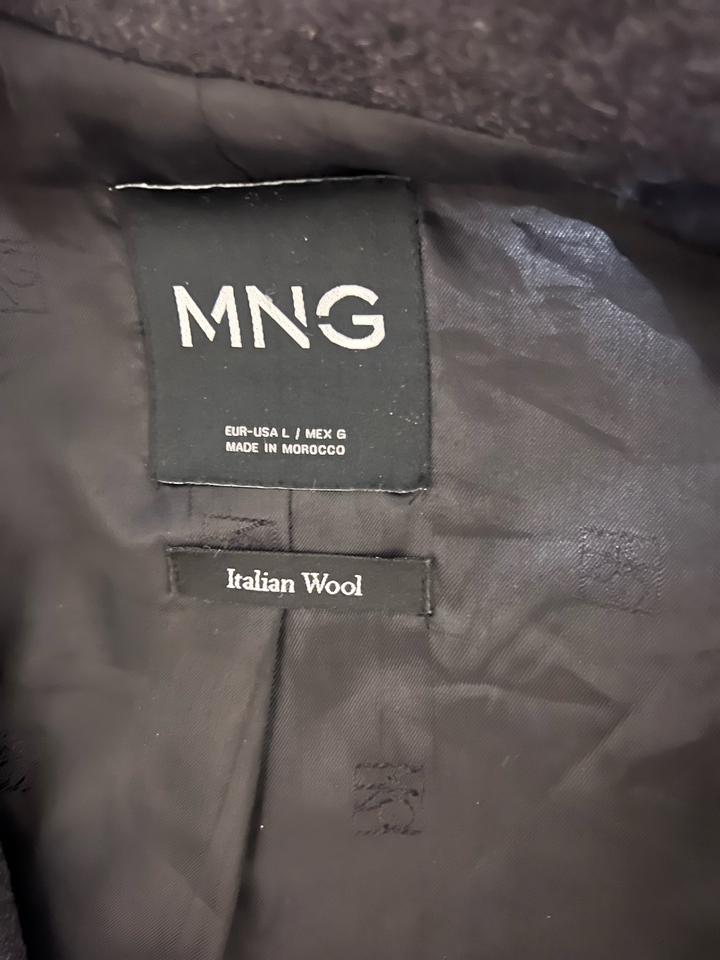 MNG
EUR-USA L / MEX G
MADE IN MOROCCO
Italian Wool